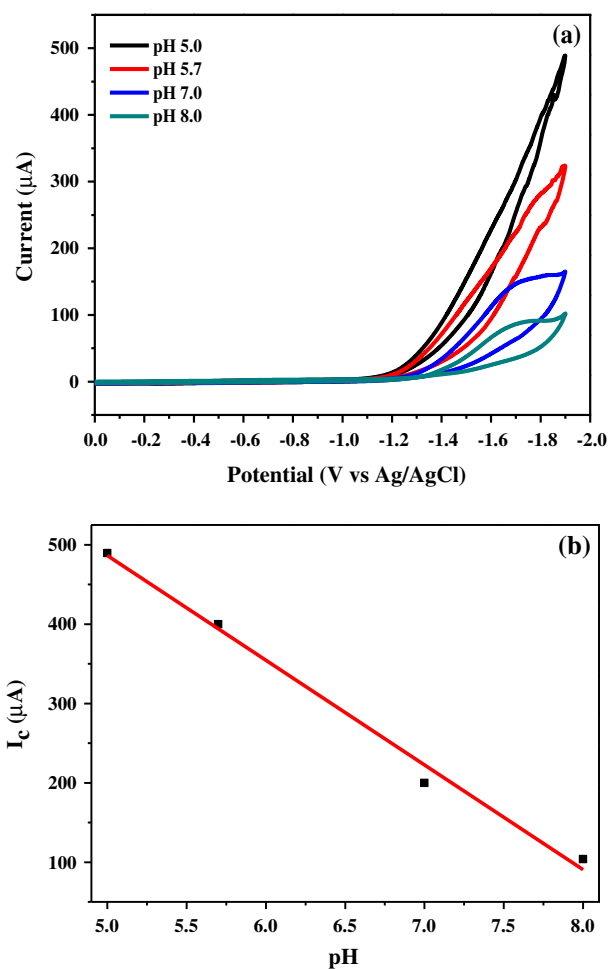 (a)
pH 5.0
pH 5.7
pH 7.0
pH 8.0
500
400
300
200
100
0
Current (μA)
0.0 -0.2 -0.4 -0.6 -0.8 -1.0 -1.2 -1.4 -1.6 -1.8 -2.0
Potential (V vs Ag/AgCl)
(b)
500
400
300
200
100
I_c (μA)
5.0 5.5 6.0 6.5 7.0 7.5 8.0
pH